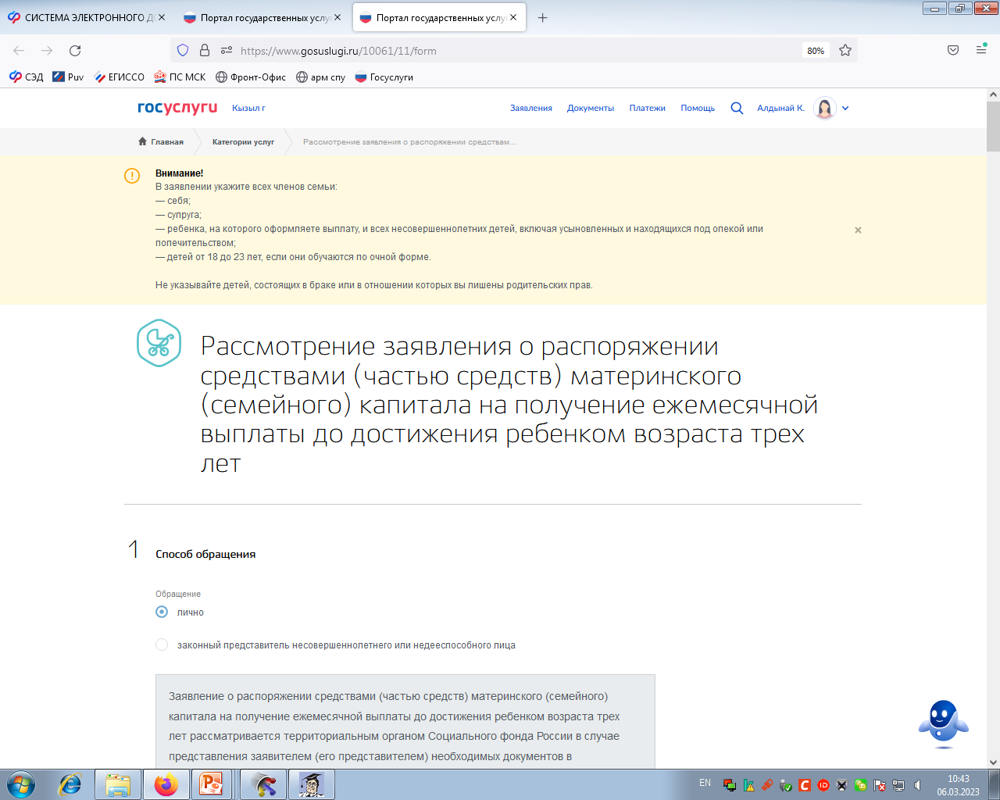 СИСТЕМА ЭЛЕКТРОННОГО
Портал государственных услуг
Портал государственных услуг
https://www.gosuslugi.ru/10061/11/form
80%
СЭД
Puv
ЕГИССО
ПС МСК
Фронт-Офис
арм спу
Госуслуги
госуслуги
Кызыл г
Заявления
Документы
Платежи
Помощь
Алдынай К.
Главная
Категории услуг
Рассмотрение заявления о распоряжении средствам...
Внимание!
В заявлении укажите всех членов семьи:
— себя;
— супруга;
— ребенка, на которого оформляете выплату, и всех несовершеннолетних детей, включая усыновленных и находящихся под опекой или
попечительством;
— детей от 18 до 23 лет, если они обучаются по очной форме.
Не указывайте детей, состоящих в браке или в отношении которых вы лишены родительских прав.
Рассмотрение заявления о распоряжении
средствами (частью средств) материнского
(семейного) капитала на получение ежемесячной
выплаты до достижения ребенком возраста трех
лет
1
Способ обращения
Обращение
лично
законный представитель несовершеннолетнего или недееспособного лица
Заявление о распоряжении средствами (частью средств) материнского (семейного)
капитала на получение ежемесячной выплаты до достижения ребенком возраста трех
лет рассматривается территориальным органом Социального фонда России в случае
представления заявителем (его представителем) необходимых документов в
EN
10:43
06.03.2023